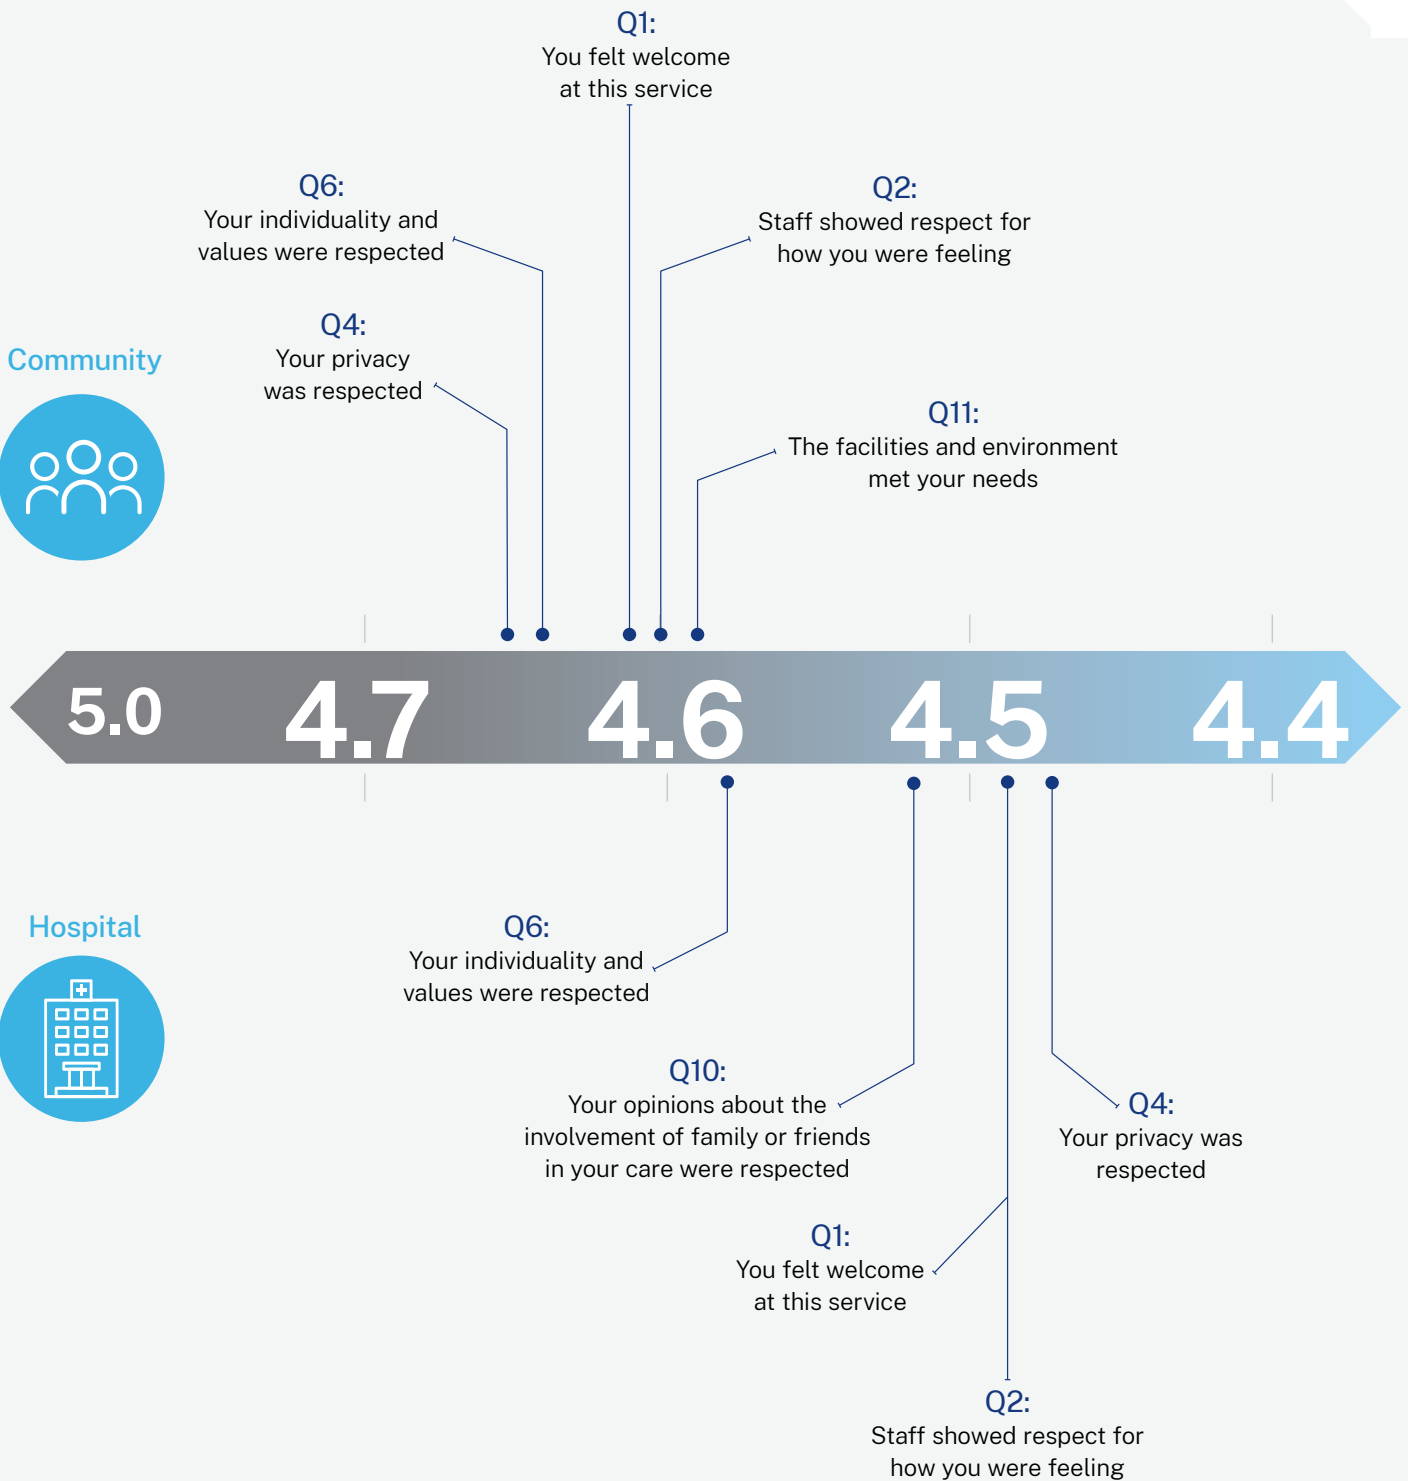 Q1:
You felt welcome
at this service
Q6:
Your individuality and
values were respected
Q2:
Staff showed respect for
how you were feeling
Q4:
Your privacy
was respected
Community
Q11:
The facilities and environment
met your needs
5.0 4.7 4.6 4.5 4.4
Hospital
Q6:
Your individuality and
values were respected
Q10:
Your opinions about the
involvement of family or friends
in your care were respected
Q4:
Your privacy was
respected
Q1:
You felt welcome
at this service
Q2:
Staff showed respect for
how you were feeling